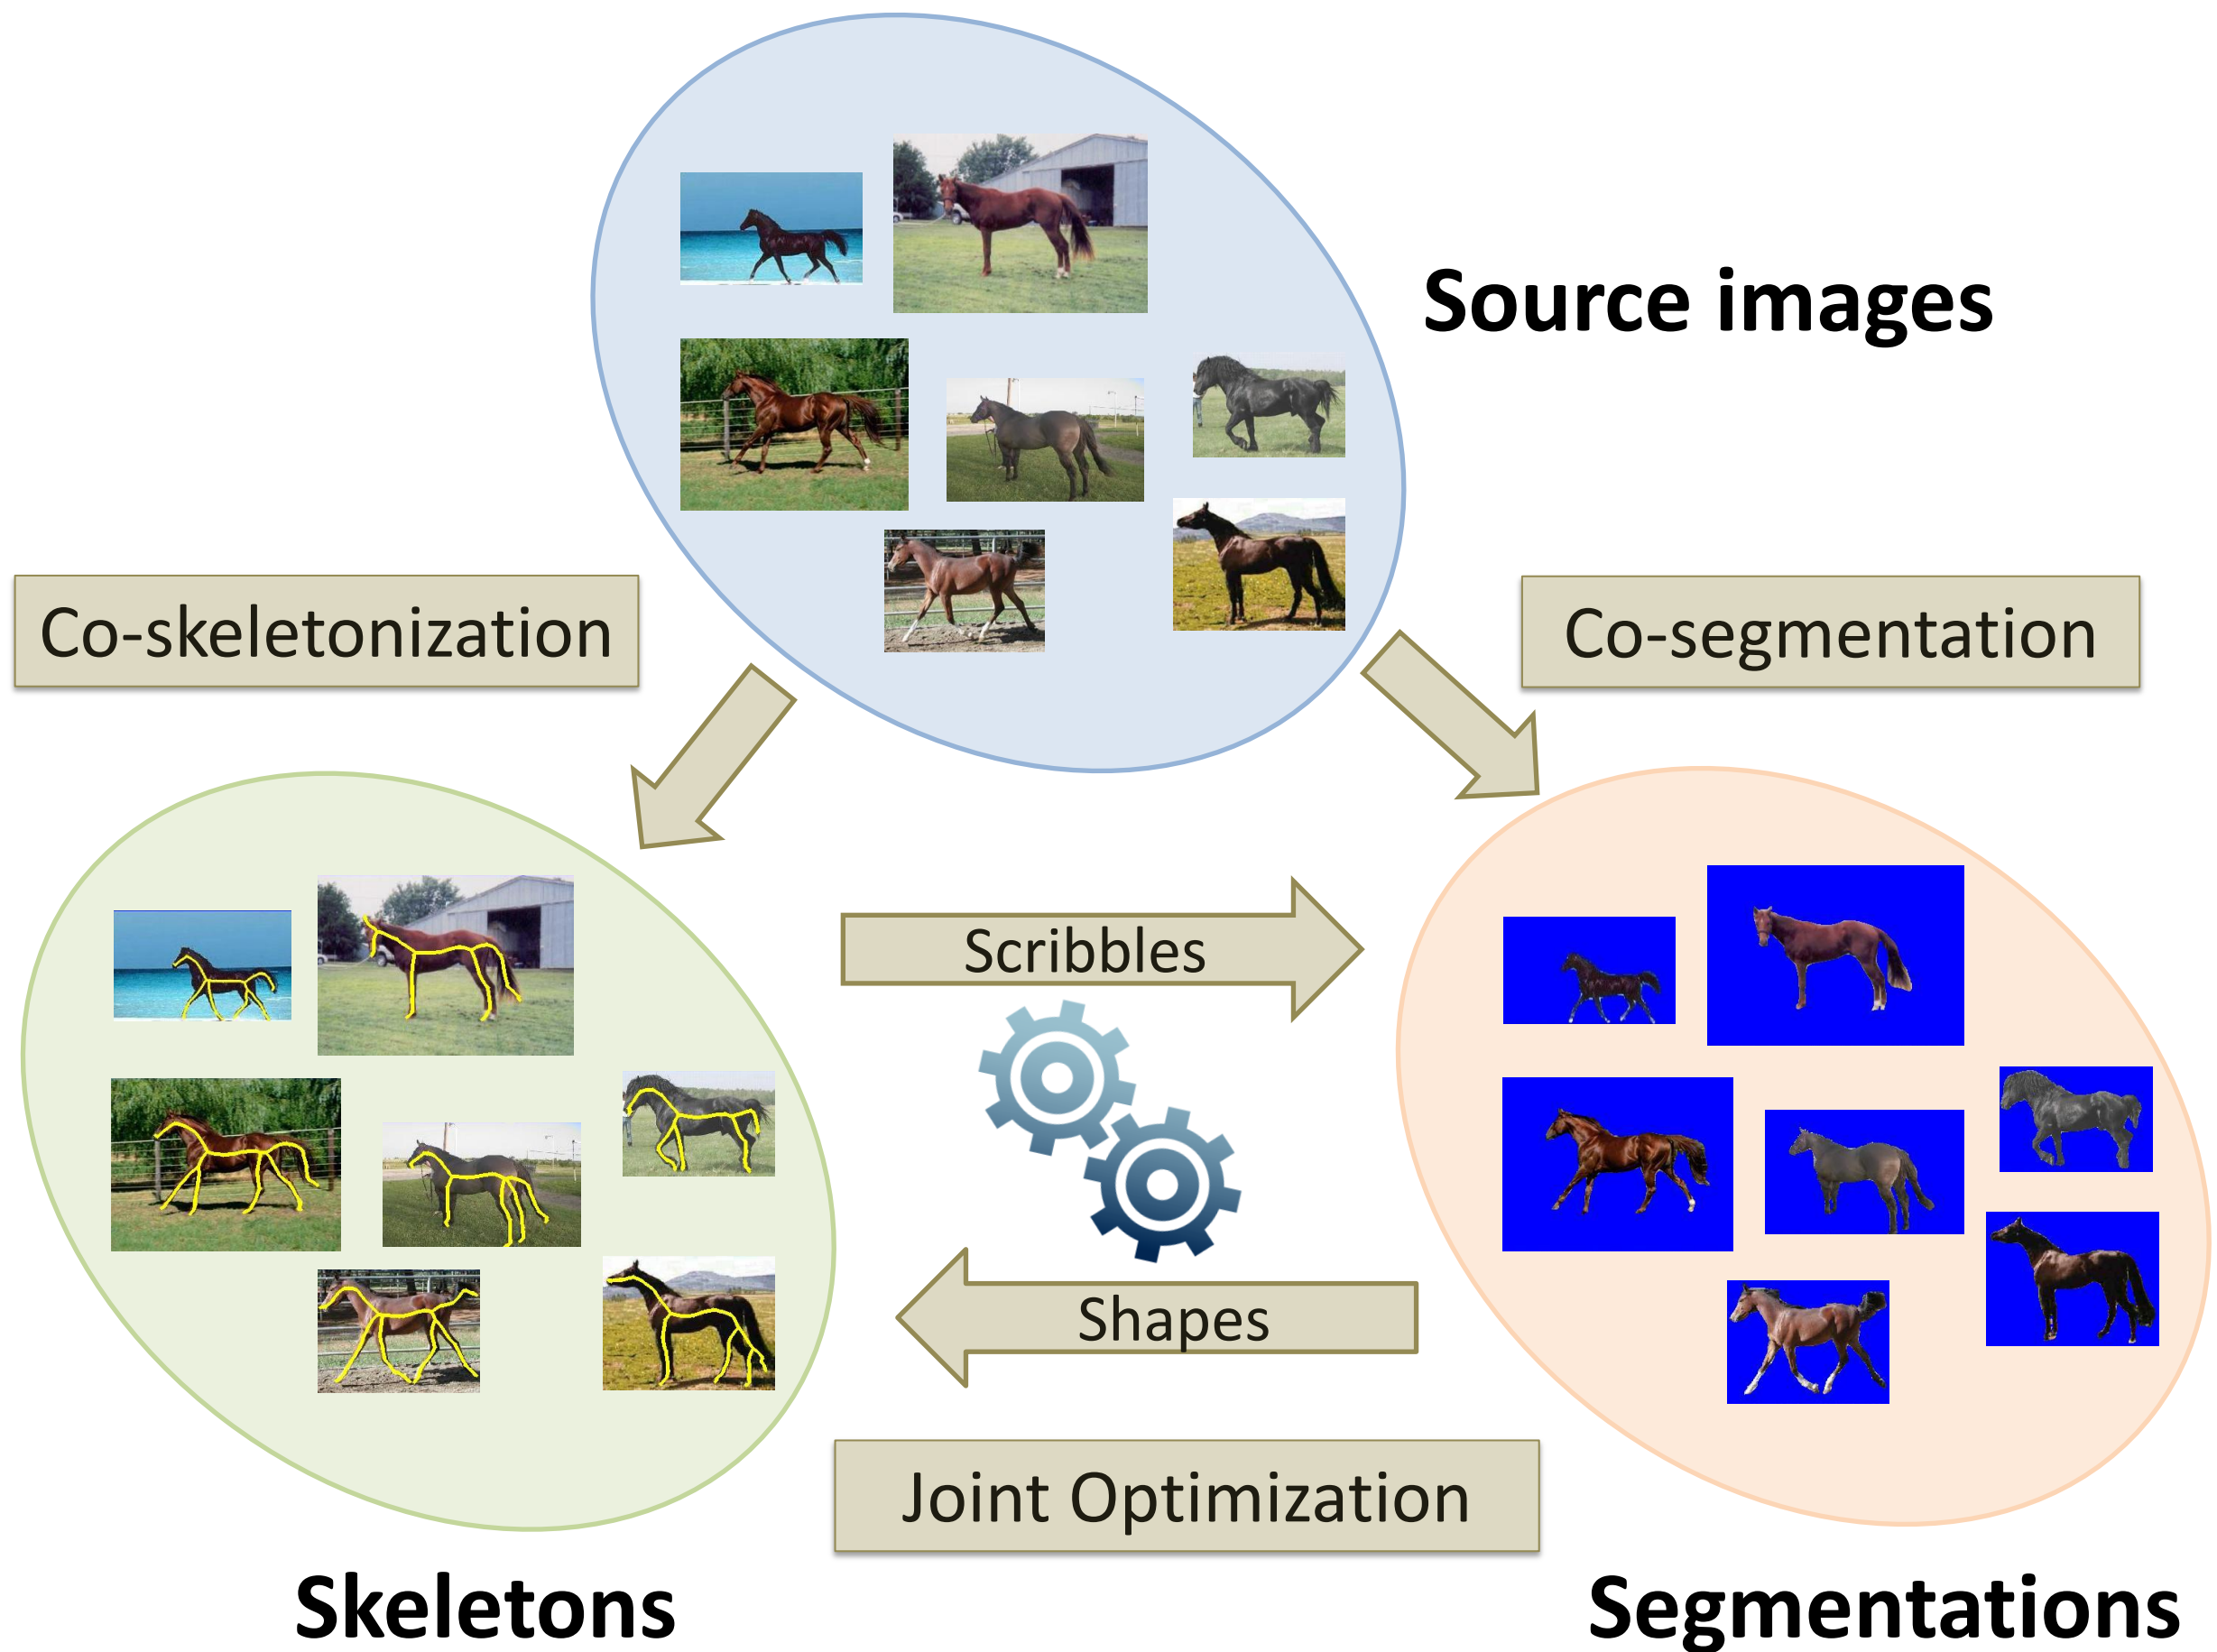 Source images
Co-skeletonization
Co-segmentation
Scribbles
Shapes
Joint Optimization
Skeletons
Segmentations